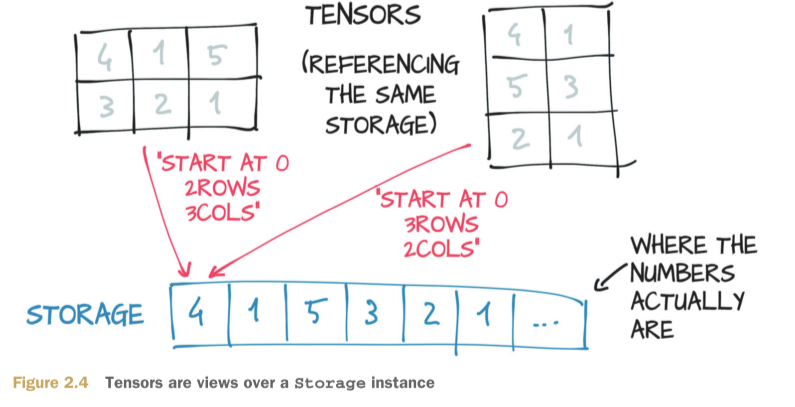 TENSORS
(REFERENCING
THE SAME
STORAGE)
4 1 5
3 2 1
4 1
5 3
2 1
"START AT 0
2ROWS
3COLS"
"START AT 0
3ROWS
2COLS"
WHERE THE
NUMBERS
ACTUALLY
ARE
STORAGE 4 1 5 3 2 1 ...
Figure 2.4 Tensors are views over a Storage instance